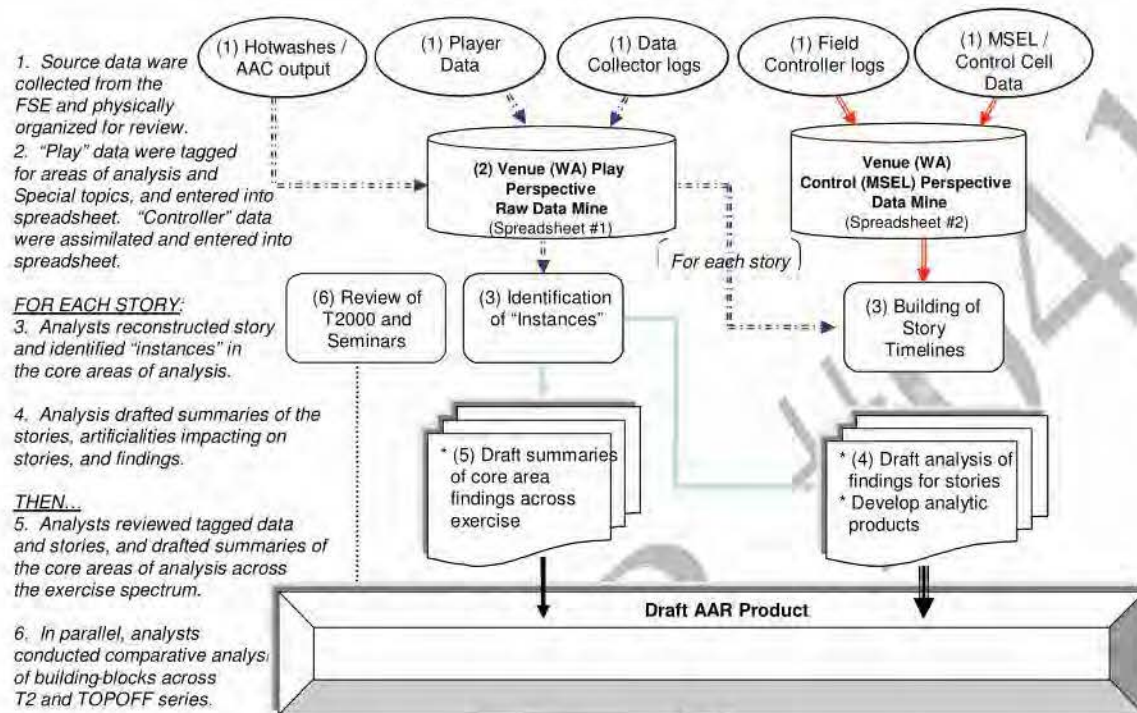 1. Source data ware
collected from the
FSE and physically
organized for review.
2. "Play" data were tagged
for areas of analysis and
Special topics, and entered into
spreadsheet. "Controller" data
were assimilated and entered into
spreadsheet.
FOR EACH STORY:
3. Analysts reconstructed story
and identified "instances" in
the core areas of analysis.
4. Analysis drafted summaries of the
stories, artificialities impacting on
stories, and findings.
THEN...
5. Analysts reviewed tagged data
and stories, and drafted summaries of
the core areas of analysis across
the exercise spectrum.
6. In parallel, analysts
conducted comparative analysi
of building-blocks across
T2 and TOPOFF series.
(1) Hotwashes /
AAC output
(1) Player
Data
(1) Data
Collector logs
(1) Field
Controller logs
(1) MSEL /
Control Cell
Data
(2) Venue (WA) Play
Perspective
Raw Data Mine
(Spreadsheet #1)
Venue (WA)
Control (MSEL) Perspective
Data Mine
(Spreadsheet #2)
For each story
(6) Review of
T2000 and
Seminars
(3) Identification
of "Instances"
(3) Building of
Story
Timelines
* (5) Draft summaries
of core area
findings across
exercise
* (4) Draft analysis of
findings for stories
* Develop analytic
products
Draft AAR Product